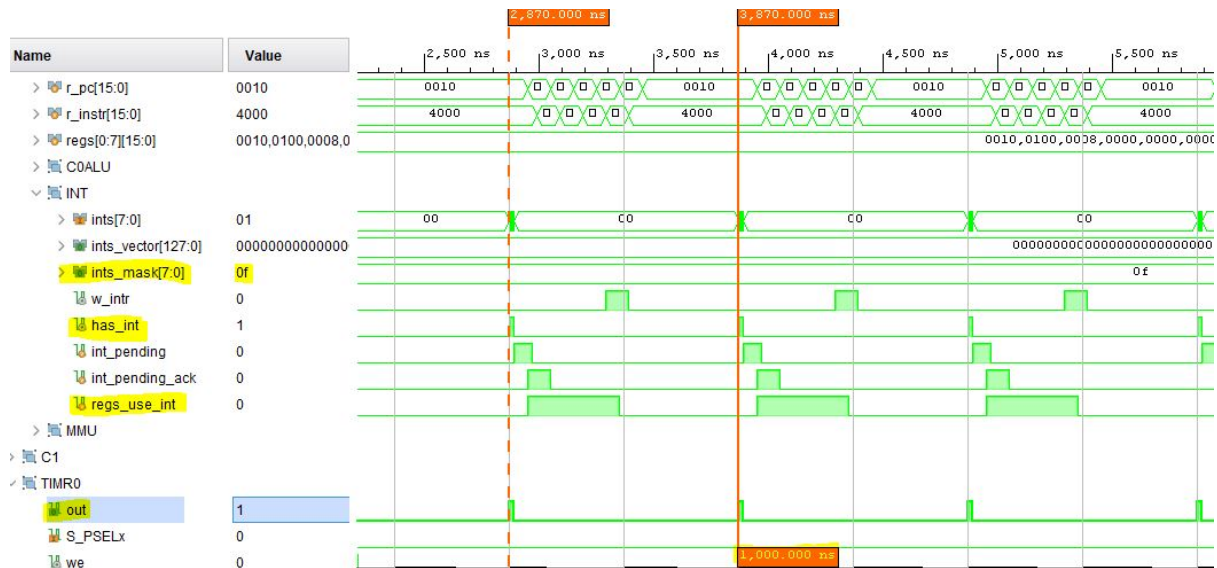 2,870.000 ns 3,870.000 ns
Name Value 2,500 ns 3,000 ns 3,500 ns 4,000 ns 4,500 ns 5,000 ns 5,500 ns
r_pc[15:0] 0010 0010 0010 0010 0010
r_instr[15:0] 4000 4000 4000 4000 4000
regs[0:7][15:0] 0010,0100,0008,0 0010,0100,0008,0000,0000,0000
C0ALU
INT
ints[7:0] 01 00 00 00 00
ints_vector[127:0] 00000000000000 0000000000000000000000000
ints_mask[7:0] 0f 0f
w_intr 0
has_int 1
int_pending 0
int_pending_ack 0
regs_use_int 0
MMU
C1
TIMR0
out 1
S_PSELx 0
we 0 1,000.000 ns